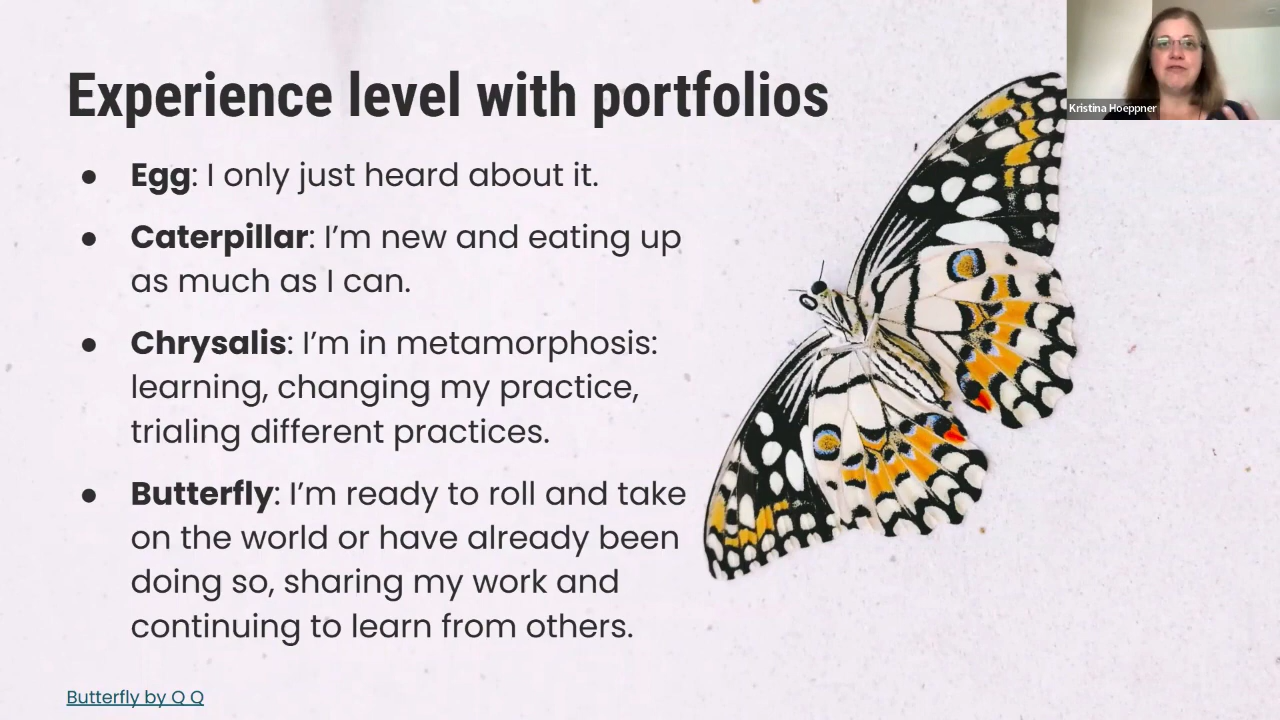 Experience level with portfolios
Kristina Hoeppner
● Egg: I only just heard about it.
● Caterpillar: I’m new and eating up
as much as I can.
● Chrysalis: I’m in metamorphosis:
learning, changing my practice,
trialing different practices.
● Butterfly: I’m ready to roll and take
on the world or have already been
doing so, sharing my work and
continuing to learn from others.
Butterfly by Q Q